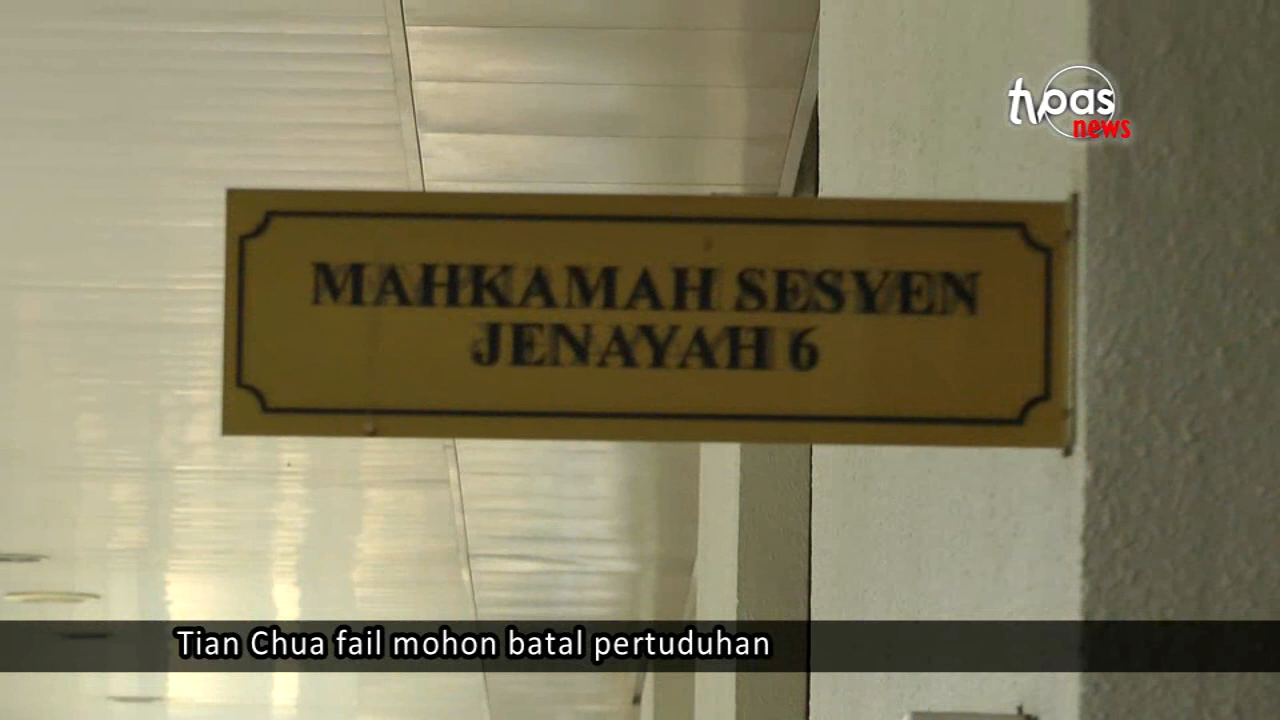 tvpas
news
MAHKAMAH SESYEN
JENAYAH 6
Tian Chua fail mohon batal pertuduhan